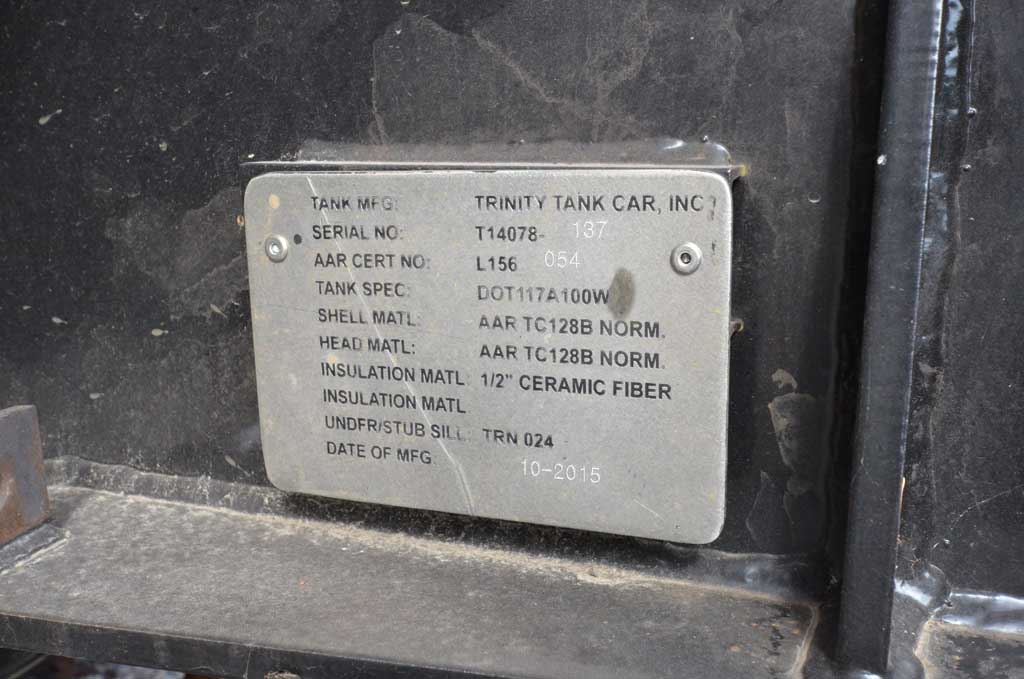 TANK MFG: TRINITY TANK CAR, INC
SERIAL NO: T14078- 137
AAR CERT NO: L156 054
TANK SPEC: DOT117A100W
SHELL MATL: AAR TC128B NORM.
HEAD MATL: AAR TC128B NORM.
INSULATION MATL: 1/2" CERAMIC FIBER
INSULATION MATL
UNDFR/STUB SILL: TRN 024
DATE OF MFG 10-2015